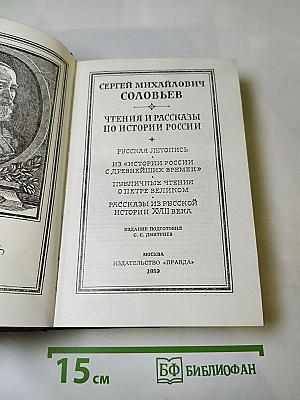 СЕРГЕЙ МИХАЙЛОВИЧ
СОЛОВЬЕВ
ЧТЕНИЯ И РАССКАЗЫ
ПО ИСТОРИИ РОССИИ
РУССКАЯ ЛЕТОПИСЬ
ИЗ «ИСТОРИИ РОССИИ
С ДРЕВНЕЙШИХ ВРЕМЕН»
ПУБЛИЧНЫЕ ЧТЕНИЯ
О ПЕТРЕ ВЕЛИКОМ
РАССКАЗЫ ИЗ РУССКОЙ
ИСТОРИИ XVIII ВЕКА
ИЗДАНИЕ ПОДГОТОВИЛ
С. С. ДМИТРИЕВ
МОСКВА
ИЗДАТЕЛЬСТВО «ПРАВДА»
1989
15 см
БФ БИБЛИОФАН